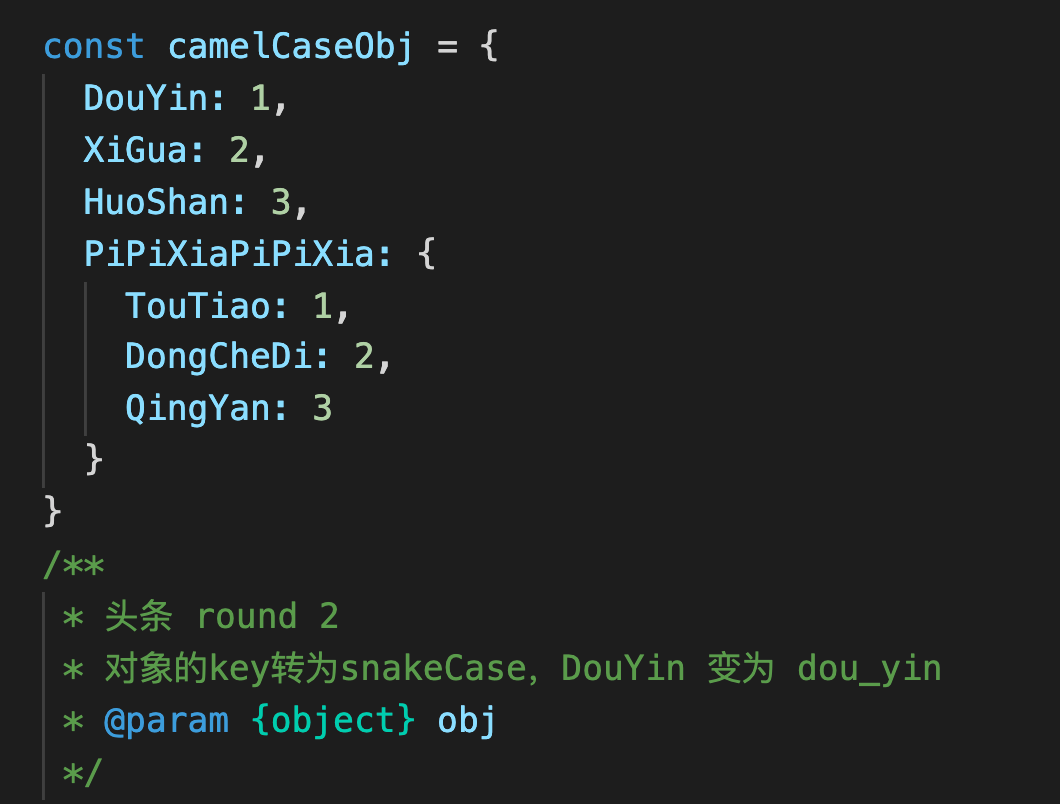 const camelCaseObj = {
  DouYin: 1,
  XiGua: 2,
  HuoShan: 3,
  PiPiXiaPiPiXia: {
    TouTiao: 1,
    DongCheDi: 2,
    QingYan: 3
  }
}
/**
 * 头条 round 2
 * 对象的key转为snakeCase，DouYin 变为 dou_yin
 * @param {object} obj
 */